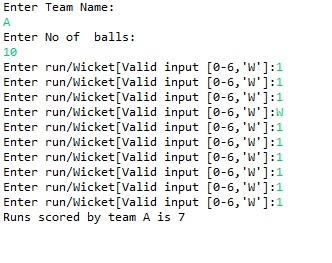 Enter Team Name:
A
Enter No of  balls:
10
Enter run/Wicket[Valid input [0-6,'W']:1
Enter run/Wicket[Valid input [0-6,'W']:1
Enter run/Wicket[Valid input [0-6,'W']:1
Enter run/Wicket[Valid input [0-6,'W']:W
Enter run/Wicket[Valid input [0-6,'W']:1
Enter run/Wicket[Valid input [0-6,'W']:1
Enter run/Wicket[Valid input [0-6,'W']:1
Enter run/Wicket[Valid input [0-6,'W']:1
Enter run/Wicket[Valid input [0-6,'W']:1
Enter run/Wicket[Valid input [0-6,'W']:1
Runs scored by team A is 7